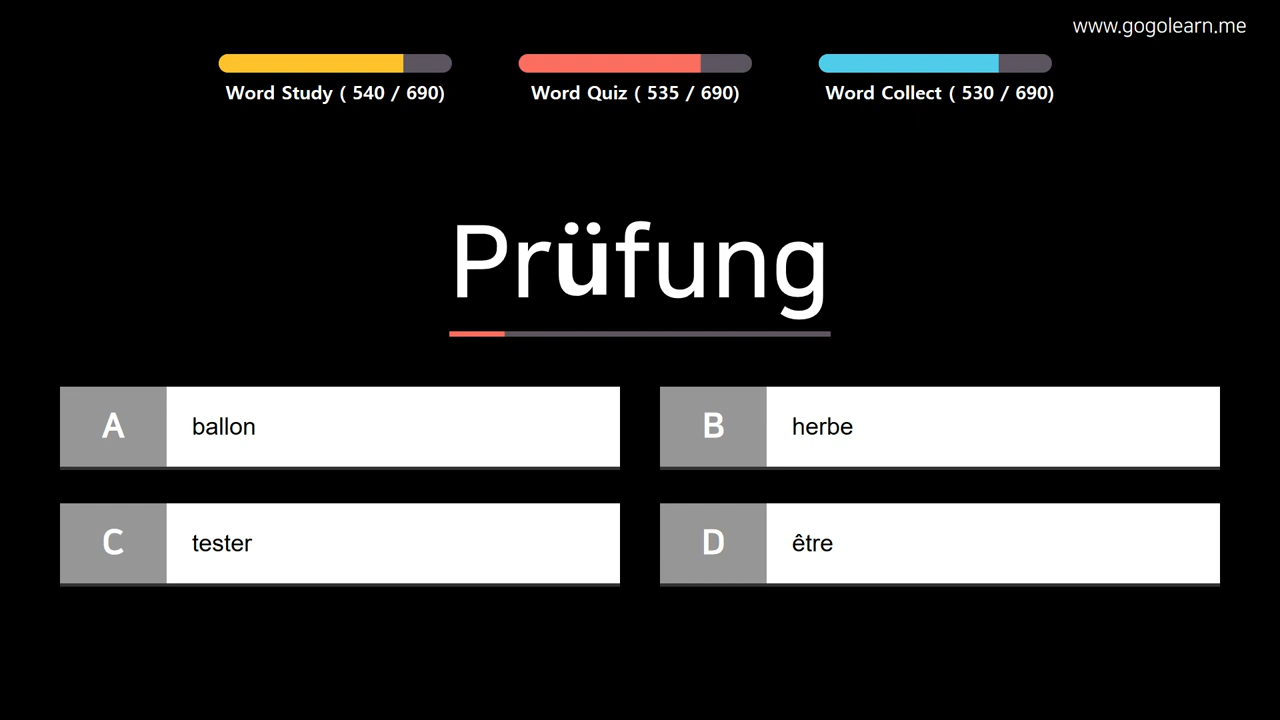 www.gogolearn.me
Word Study ( 540 / 690)
Word Quiz ( 535 / 690)
Word Collect ( 530 / 690)
Prüfung
A ballon
B herbe
C tester
D être